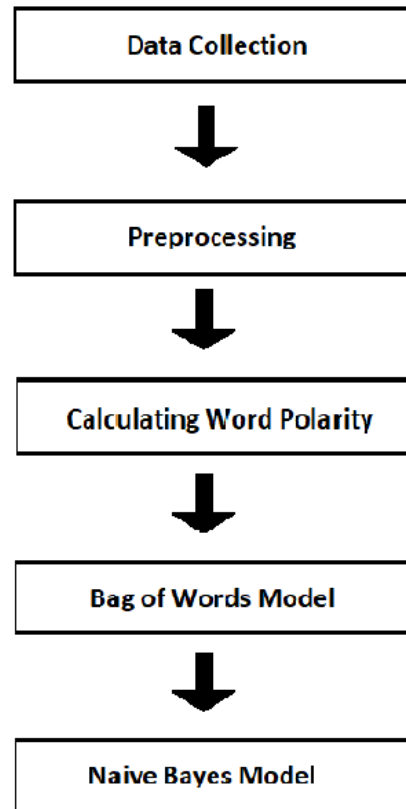 Data Collection
Preprocessing
Calculating Word Polarity
Bag of Words Model
Naive Bayes Model